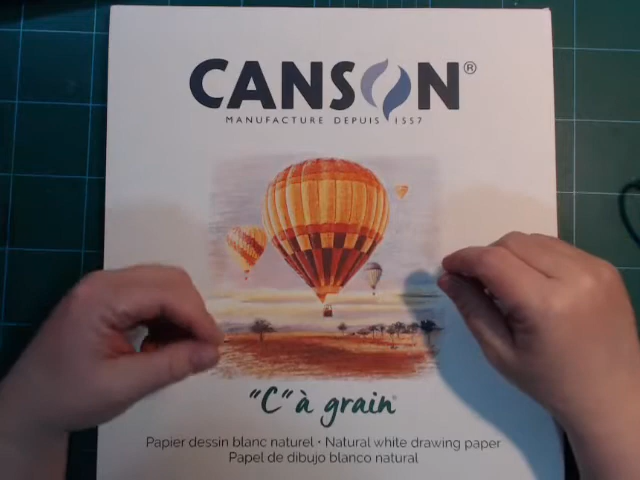 CANSON®
MANUFACTURE DEPUIS 1557
"C" à grain®
Papier dessin blanc naturel • Natural white drawing paper
Papel de dibujo blanco natural